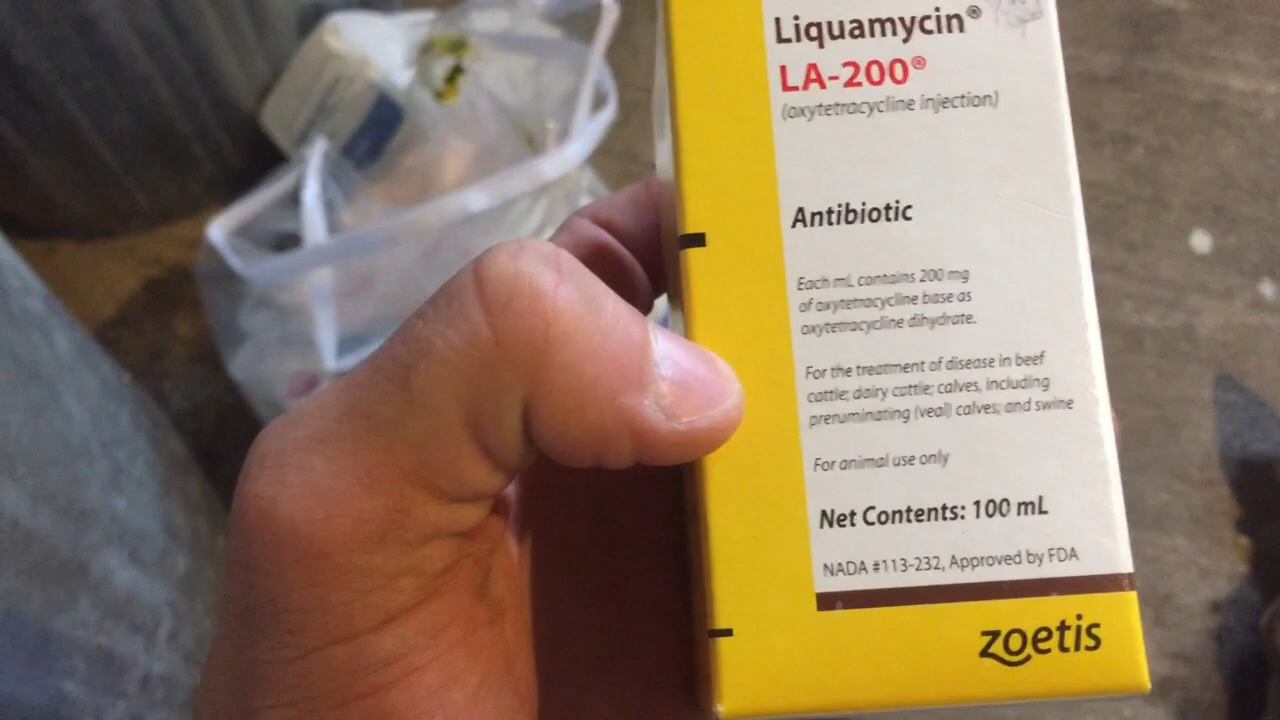 Liquamycin®
LA-200®
(oxytetracycline injection)
Antibiotic
Each mL contains 200 mg
of oxytetracycline base as
oxytetracycline dihydrate.
For the treatment of disease in beef
cattle; dairy cattle; calves, including
preruminating (veal) calves; and swine
For animal use only
Net Contents: 100 mL
NADA #113-232, Approved by FDA
zoetis